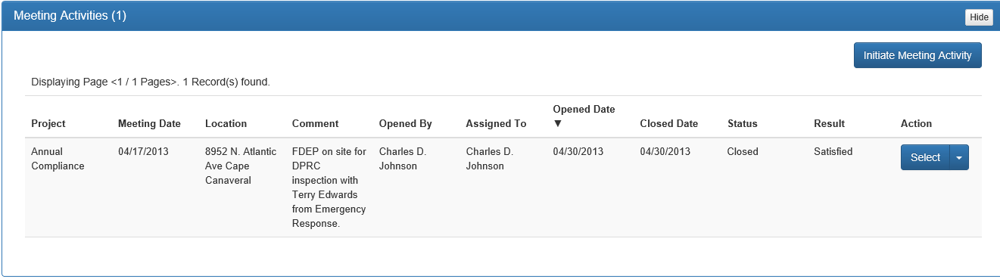 Meeting Activities (1)
Hide
Initiate Meeting Activity
Displaying Page <1 / 1 Pages>. 1 Record(s) found.
Project
Meeting Date
Location
Comment
Opened By
Assigned To
Opened Date
▼
Closed Date
Status
Result
Action
Annual
Compliance
04/17/2013
8952 N. Atlantic
Ave Cape
Canaveral
FDEP on site for
DPRC
inspection with
Terry Edwards
from Emergency
Response.
Charles D.
Johnson
Charles D.
Johnson
04/30/2013
04/30/2013
Closed
Satisfied
Select